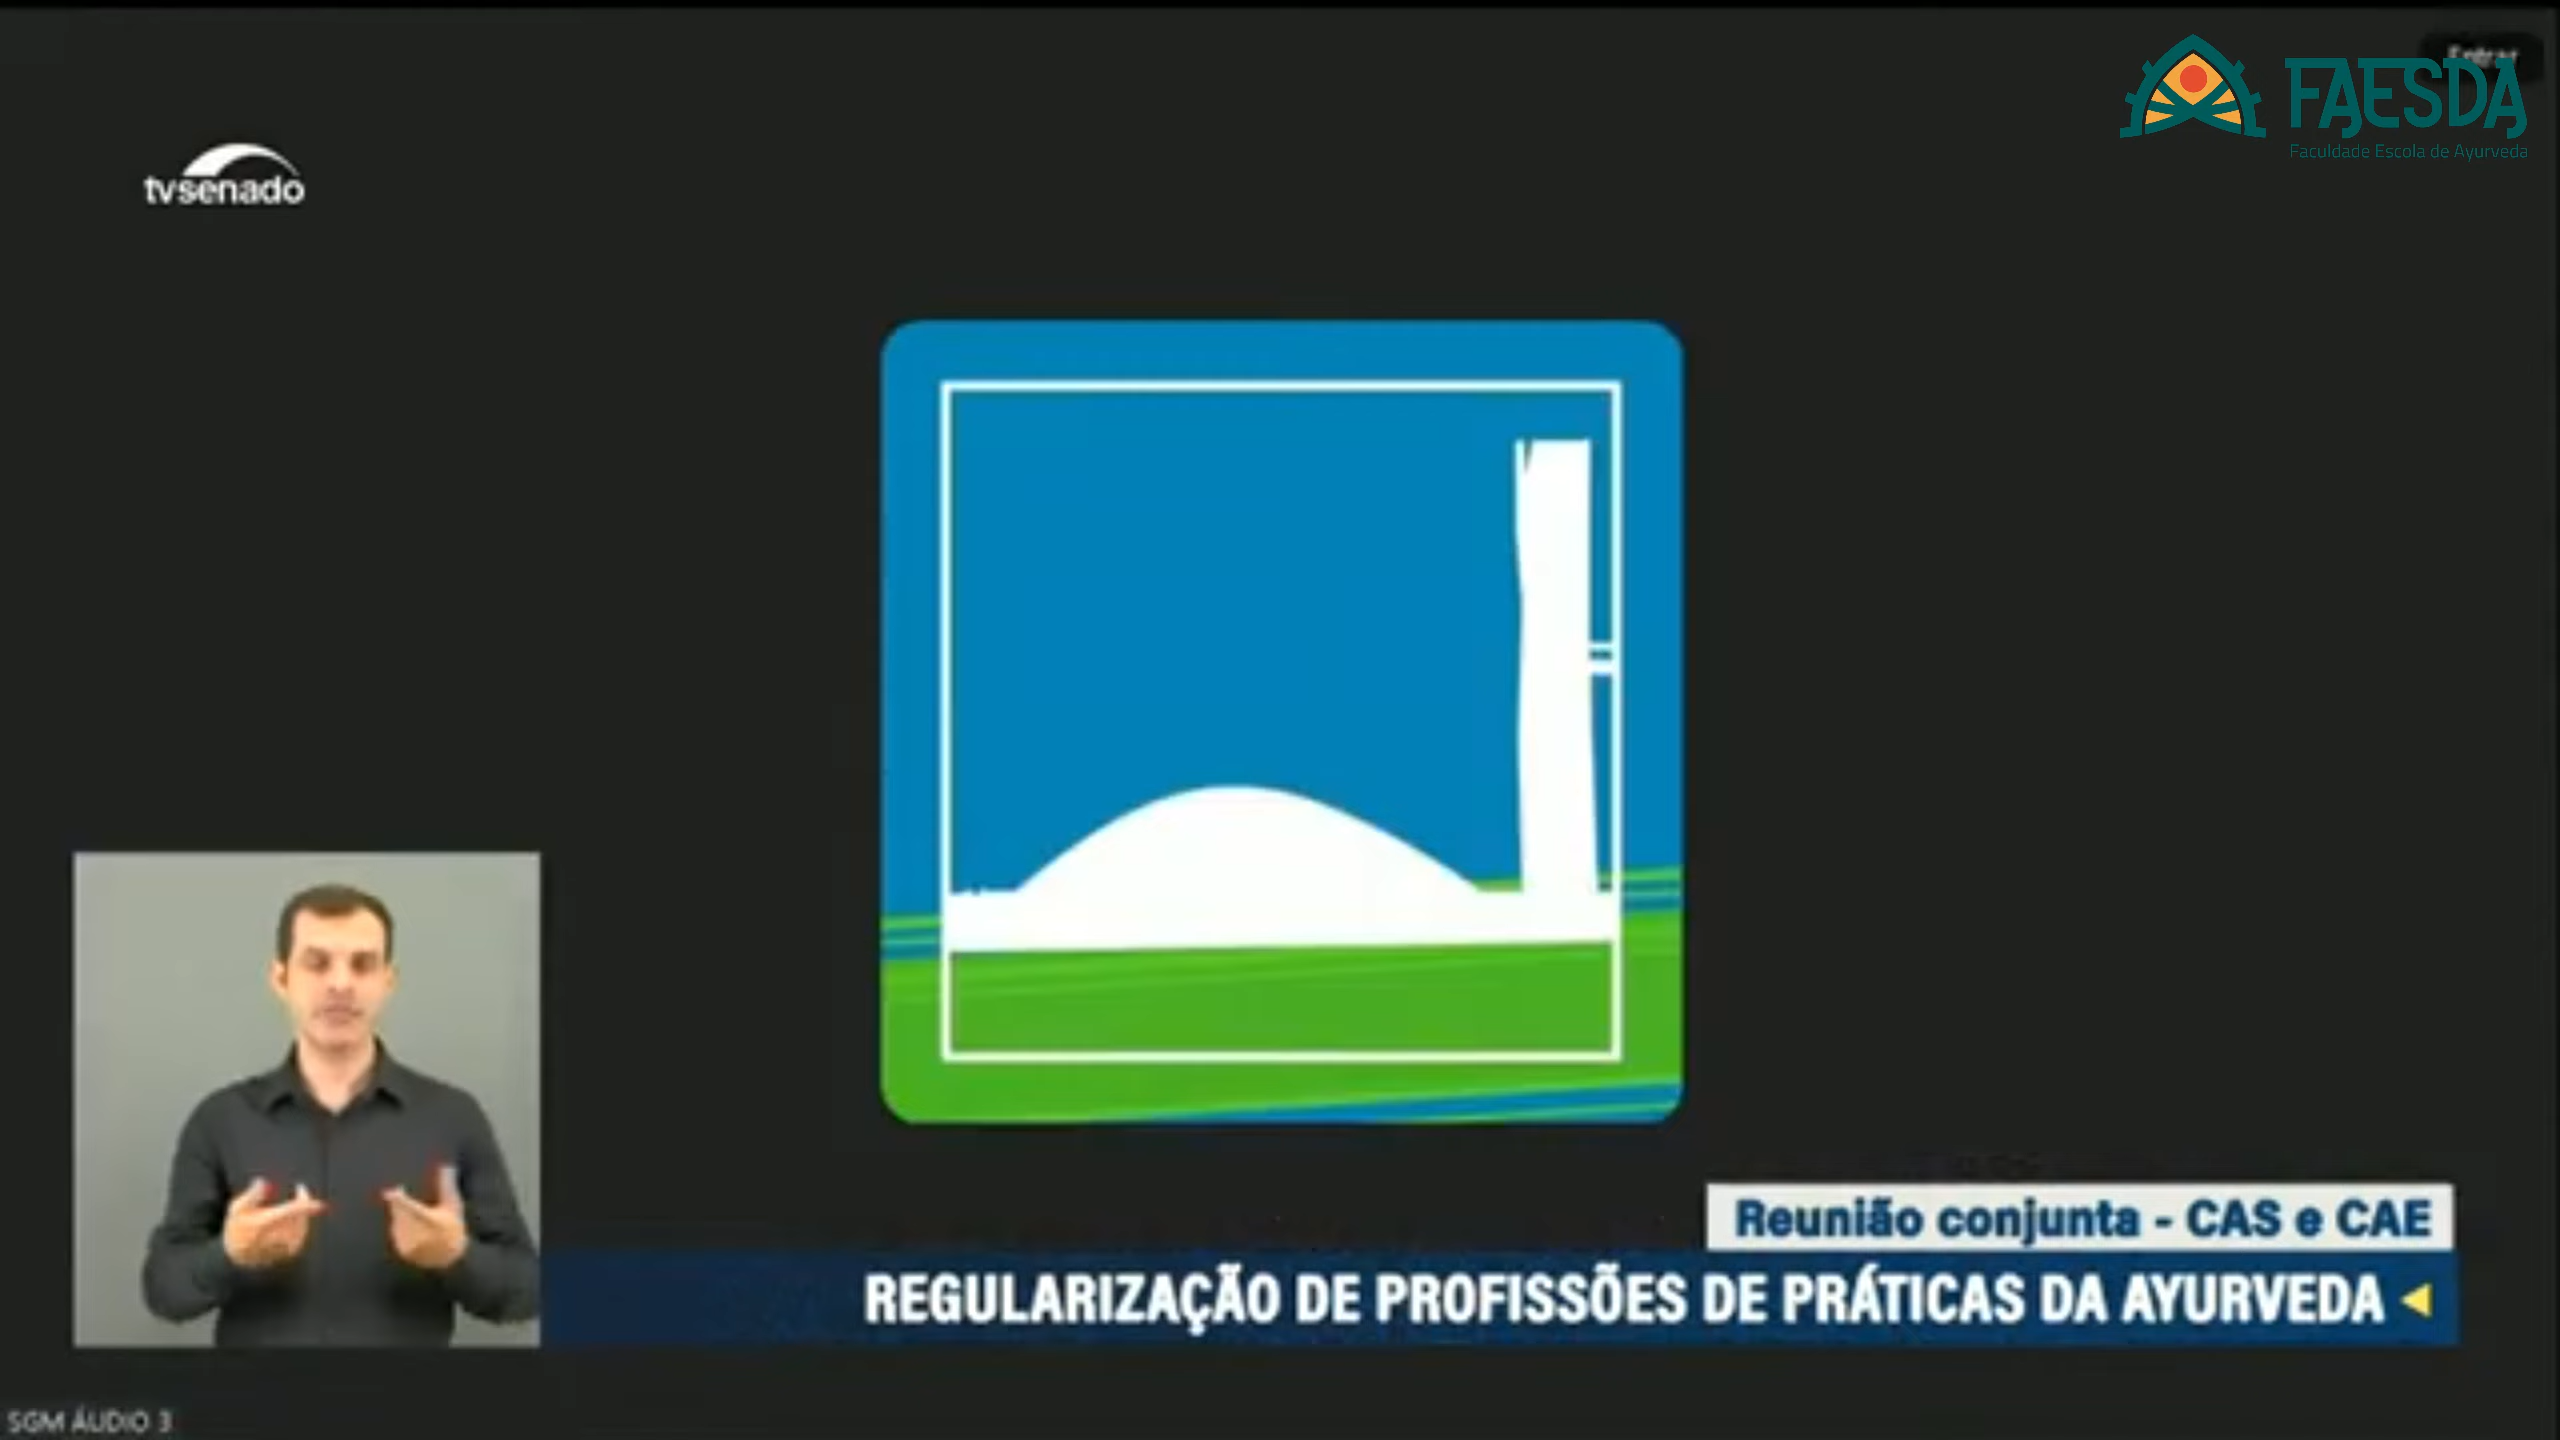 Entrar
FAESDA
Faculdade Escola de Ayurveda
tvsenado
Reunião conjunta - CAS e CAE
REGULARIZAÇÃO DE PROFISSÕES DE PRÁTICAS DA AYURVEDA
SGM ÁUDIO 3